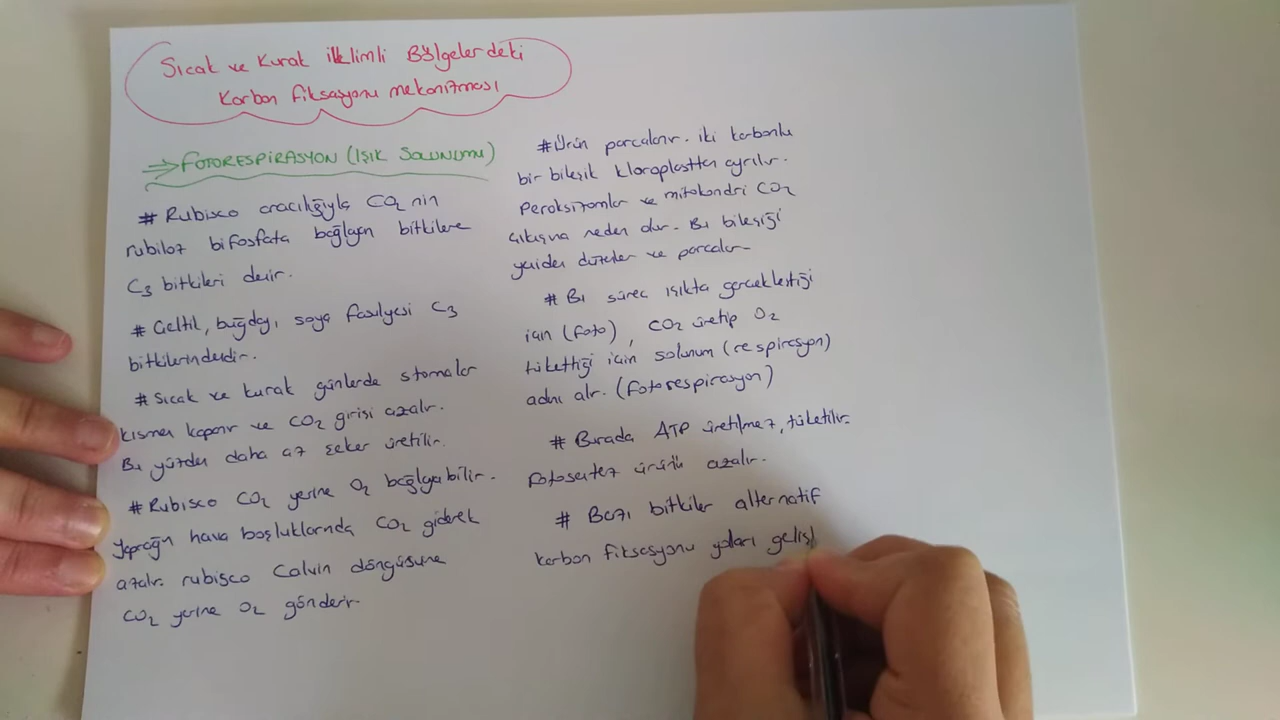 Sıcak ve Kurak İklimli Bölgelerdeki
Karbon Fiksasyonu mekanizması
⇒ FOTORESPİRASYON (IŞIK SOLUNUMU)
# Rubisco aracılığıyla CO₂ nin
rubiloz bifosfata bağlayan bitkilere
C₃ bitkileri denir.
# Çeltik, buğday, soya fasulyesi C₃
bitkilerindendir.
# Sıcak ve kurak günlerde stomalar
kısmen kapanır ve CO₂ girişi azalır.
Bu yüzden daha az şeker üretilir.
# Rubisco CO₂ yerine O₂ bağlayabilir.
Yaprağın hava boşluklarında CO₂ giderek
azalır. rubisco Calvin döngüsüne
CO₂ yerine O₂ gönderir.
# Ürün parçalanır. iki karbonlu
bir bileşik kloroplasttan ayrılır.
Peroksizomlar ve mitokondri CO₂
çıkışına neden olur. Bu bileşiği
yeniden düzenler ve parçalar
# Bu süreç ışıkta gerçekleştiği
için (foto), CO₂ üretip O₂
tükettiği için solunum (respirasyon)
adını alır. (fotorespirasyon)
# Burada ATP üretilmez, tüketilir.
fotosentez ürünü azalır.
# Bazı bitkiler alternatif
karbon fiksasyonu yolları geliş